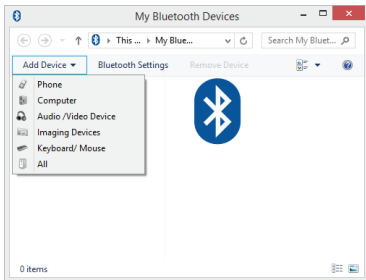 My Bluetooth Devices
This ... My Blue... Search My Bluet...
Add Device Bluetooth Settings Remove Device
Phone
Computer
Audio /Video Device
Imaging Devices
Keyboard/ Mouse
All
0 items